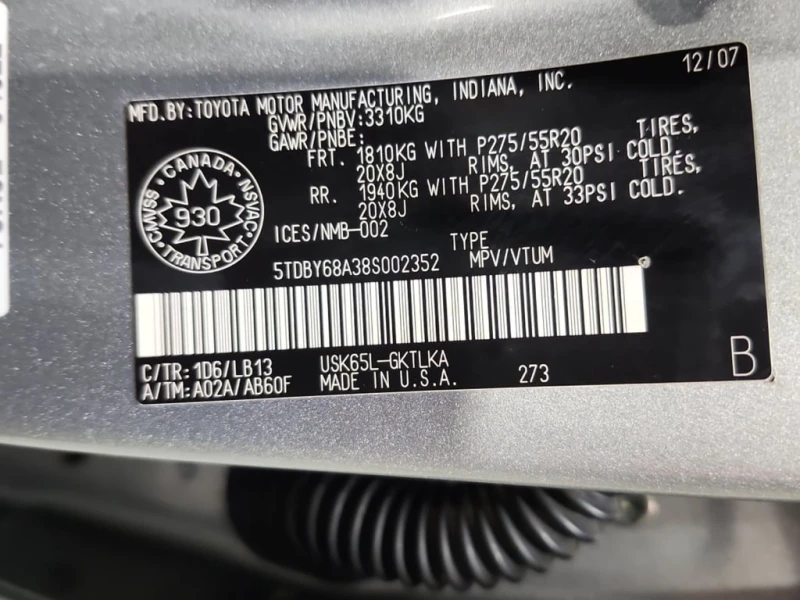 12/07
MFD.BY:TOYOTA MOTOR MANUFACTURING, INDIANA, INC.
GVWR/PNBV:3310KG
GAWR/PNBE:
FRT. 1810KG WITH P275/55R20 TIRES,
20X8J RIMS, AT 30PSI COLD.
RR. 1940KG WITH P275/55R20 TIRES,
20X8J RIMS, AT 33PSI COLD.
CANADA
CMVSS
NSVAC
930
TRANSPORT
ICES/NMB-002
TYPE
5TDBY68A38S002352 MPV/VTUM
C/TR:1D6/LB13 USK65L-GKTLKA
A/TM:A02A/AB60F MADE IN U.S.A. 273
B